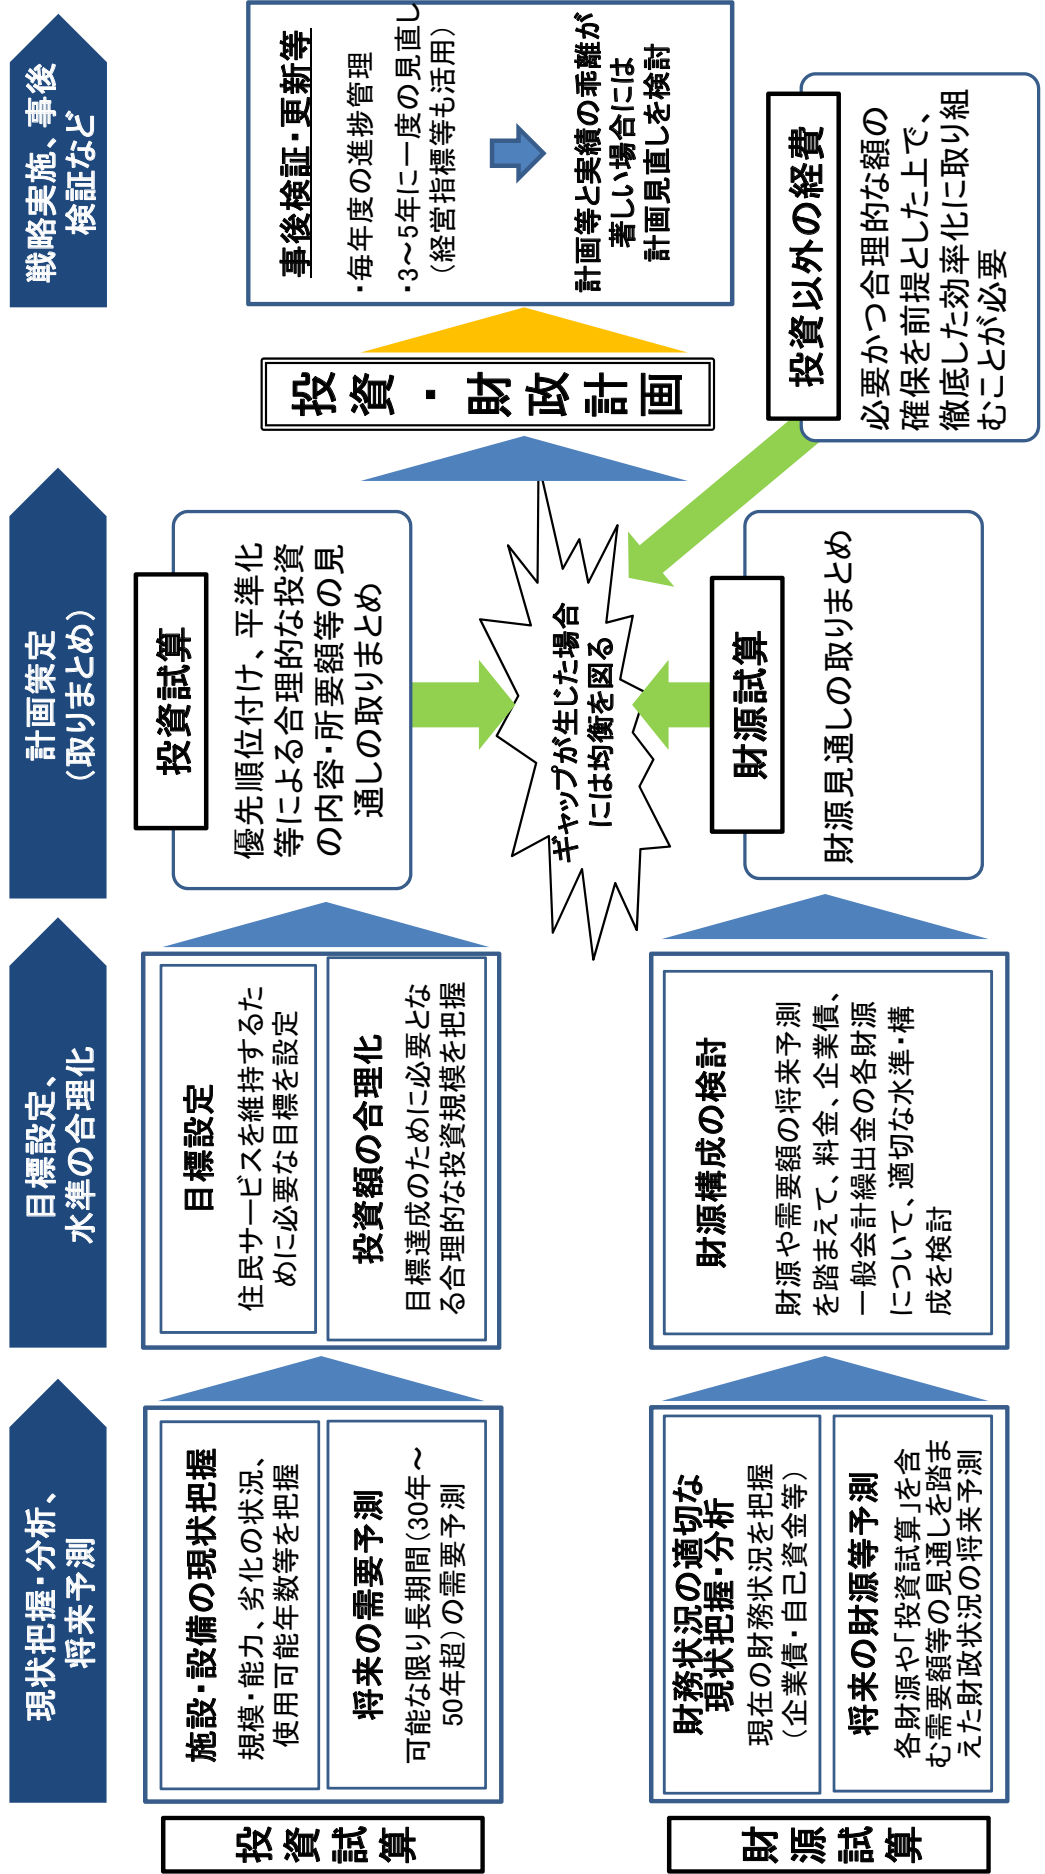 現状把握・分析、
将来予測
目標設定、
水準の合理化
計画策定
（取りまとめ）
戦略実施、事後
検証など
投資試算
施設・設備の現状把握
規模・能力、劣化の状況、
使用可能年数等を把握
将来の需要予測
可能な限り長期間（30年～
50年超）の需要予測
目標設定
住民サービスを維持するた
めに必要な目標を設定
投資額の合理化
目標達成のために必要とな
る合理的な投資規模を把握
投資試算
優先順位付け、平準化
等による合理的な投資
の内容・所要額等の見
通しの取りまとめ
財源試算
財務状況の適切な
現状把握・分析
現在の財務状況を把握
（企業債・自己資金等）
将来の財源等予測
各財源や「投資試算」を含
む需要額等の見通しを踏ま
えた財政状況の将来予測
財源構成の検討
財源や需要額の将来予測
を踏まえて、料金、企業債、
一般会計繰出金の各財源
について、適切な水準・構
成を検討
財源試算
財源見通しの取りまとめ
ギャップが生じた場合
には均衡を図る
投資以外の経費
必要かつ合理的な額の
確保を前提とした上で、
徹底した効率化に取り組
むことが必要
投資・財政計画
事後検証・更新等
・毎年度の進捗管理
・3～5年に一度の見直し
（経営指標等も活用）
計画等と実績の乖離が
著しい場合には
計画見直しを検討